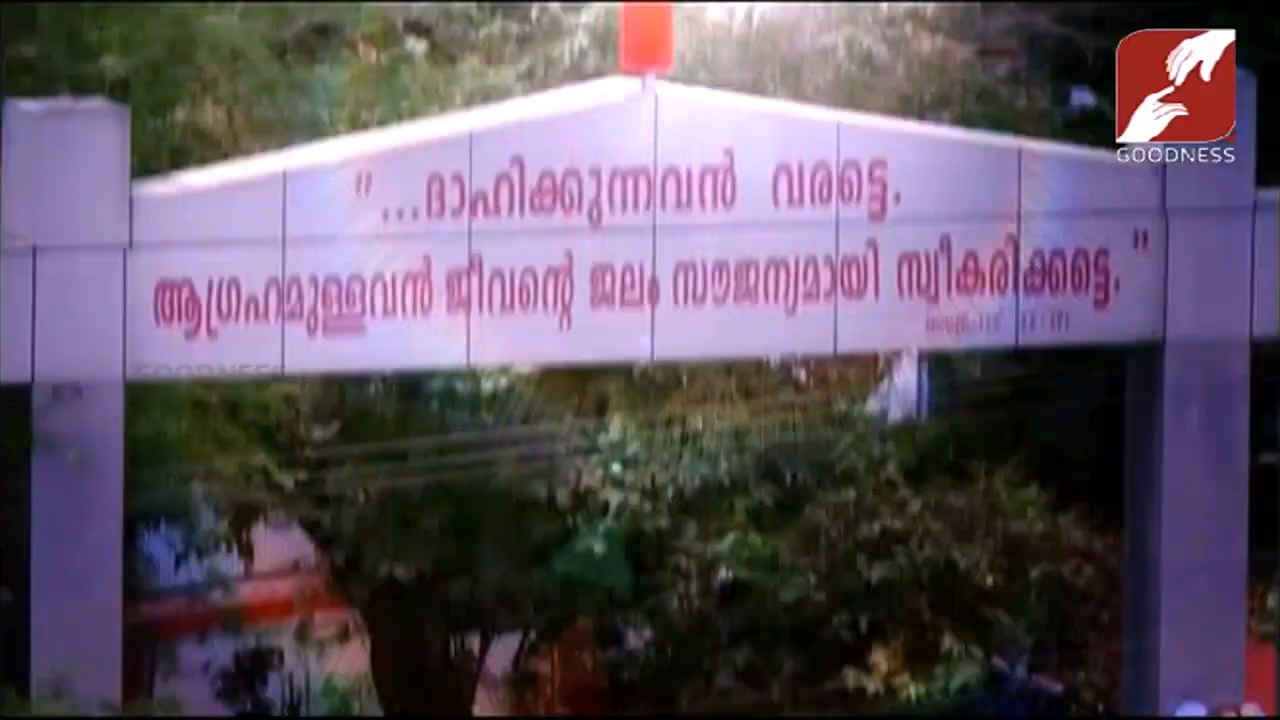 GOODNESS
"...ദാഹിക്കുന്നവൻ വരട്ടെ.
ആഗ്രഹമുള്ളവൻ ജീവന്റെ ജലം സൗജന്യമായി സ്വീകരിക്കട്ടെ."